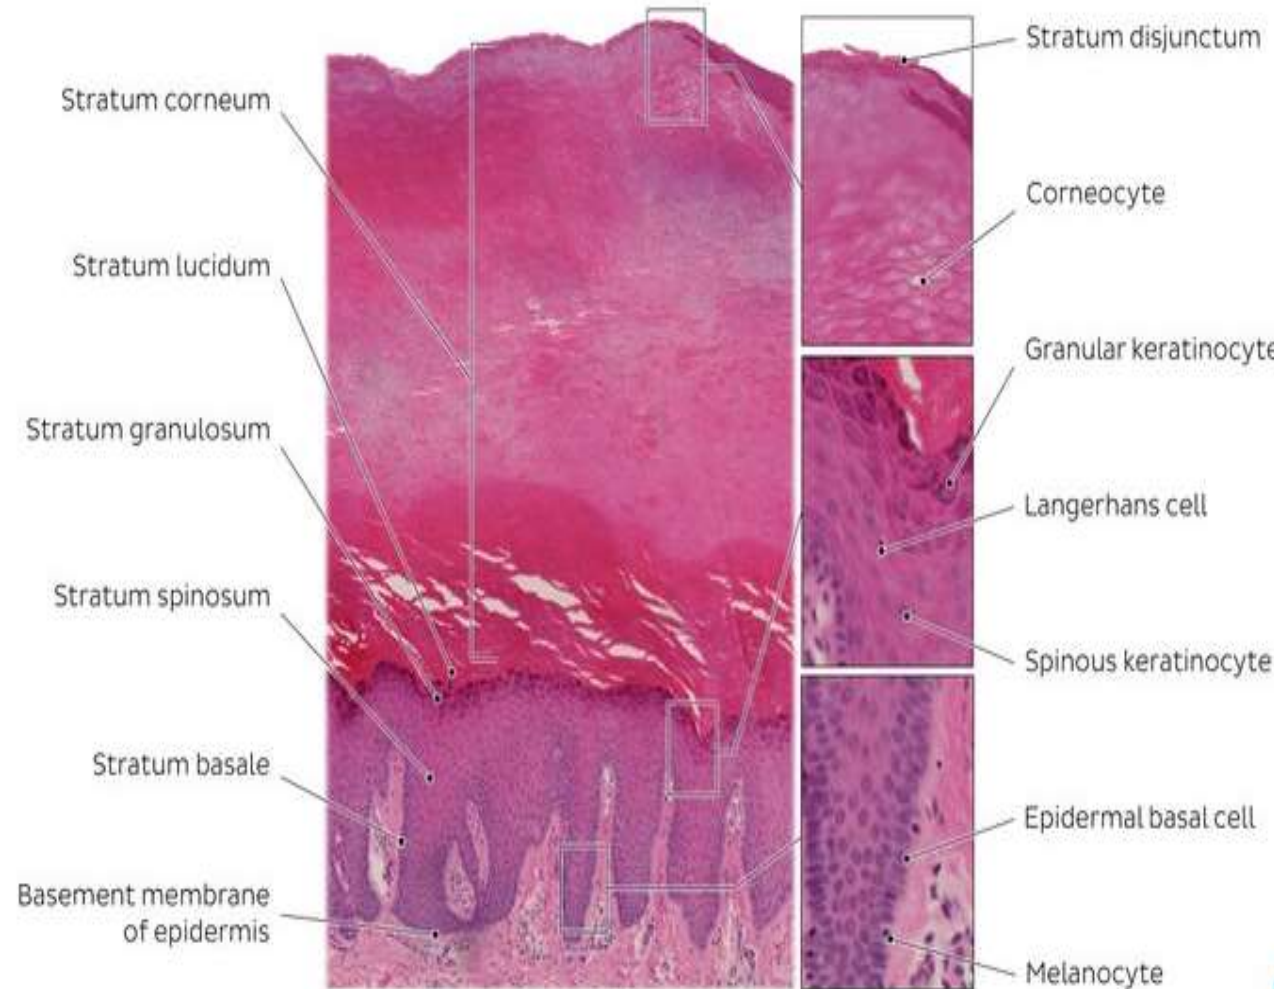 Stratum corneum
Stratum lucidum
Stratum granulosum
Stratum spinosum
Stratum basale
Basement membrane
of epidermis
Stratum disjunctum
Corneocyte
Granular keratinocyte
Langerhans cell
Spinous keratinocyte
Epidermal basal cell
Melanocyte